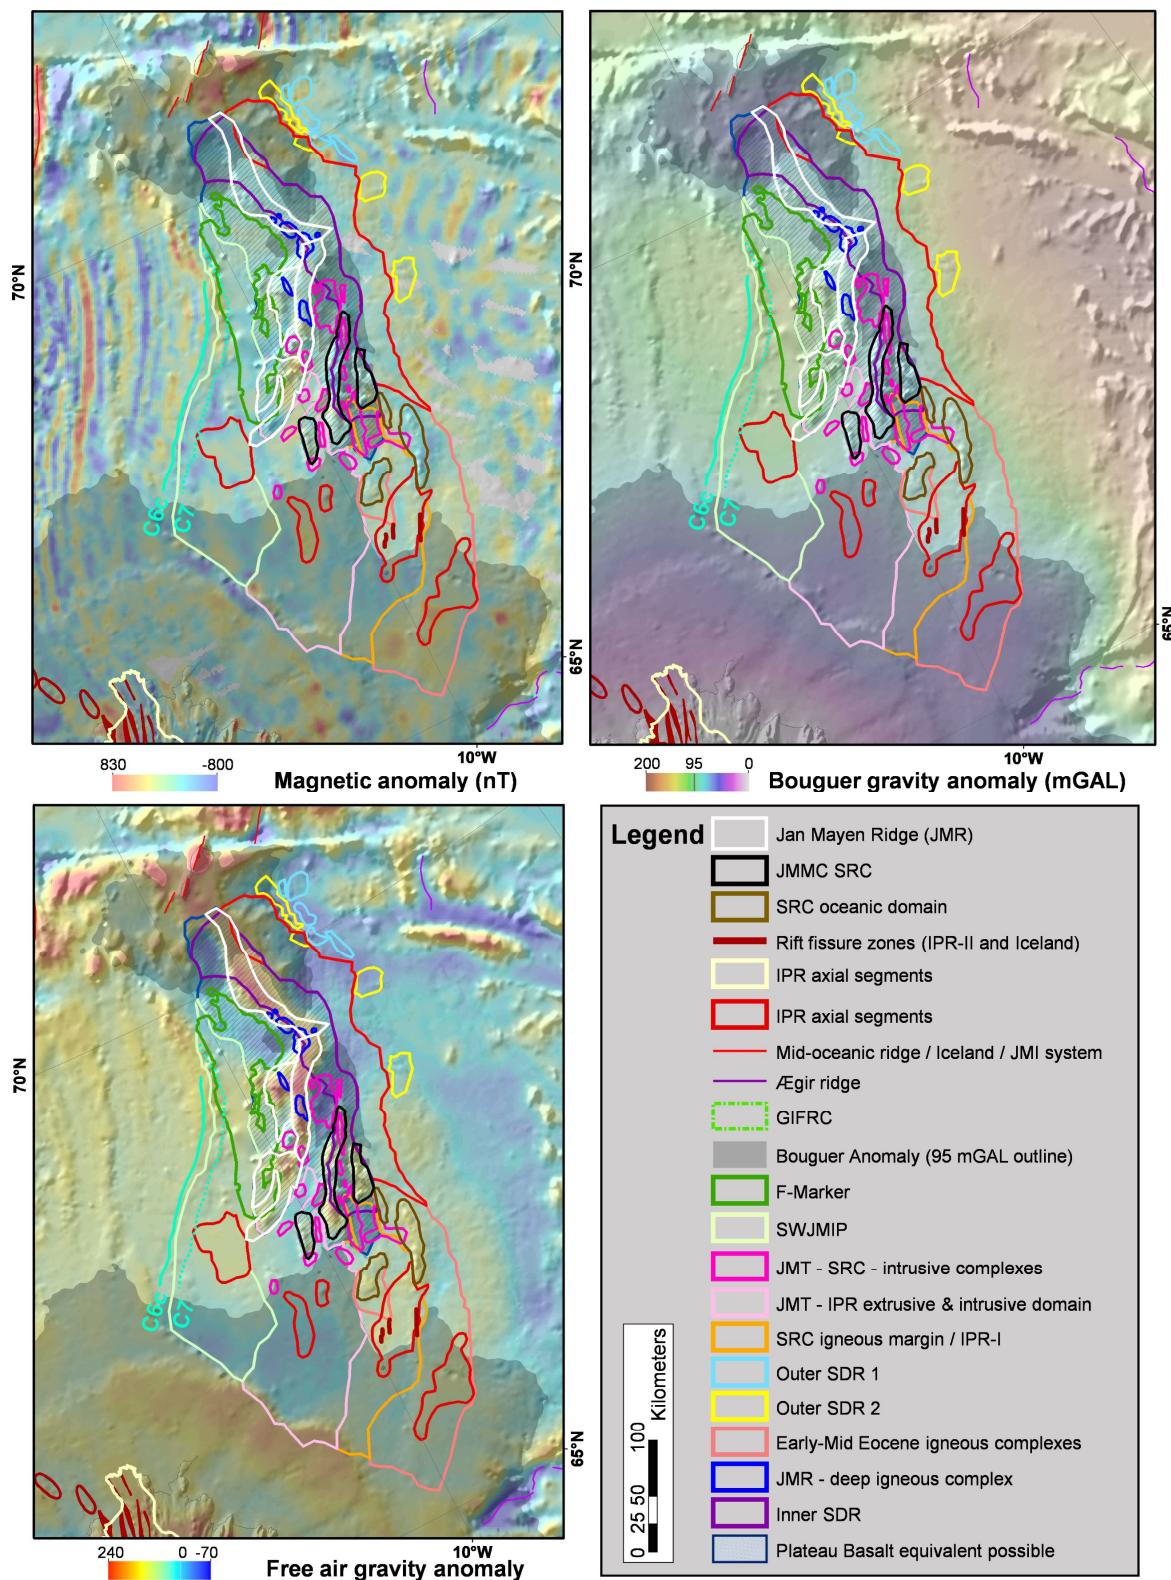 70°N
C6c
C7
65°N
10°W
830
-800
Magnetic anomaly (nT)
70°N
C6c
C7
65°N
10°W
200
95
0
Bouguer gravity anomaly (mGAL)
70°N
C6c
C7
65°N
10°W
240
0
-70
Free air gravity anomaly
Legend
Jan Mayen Ridge (JMR)
JMMC SRC
SRC oceanic domain
Rift fissure zones (IPR-II and Iceland)
IPR axial segments
IPR axial segments
Mid-oceanic ridge / Iceland / JMI system
Ægir ridge
GIFRC
Bouguer Anomaly (95 mGAL outline)
F-Marker
SWJMIP
JMT - SRC - intrusive complexes
JMT - IPR extrusive & intrusive domain
SRC igneous margin / IPR-I
Outer SDR 1
Outer SDR 2
Early-Mid Eocene igneous complexes
JMR - deep igneous complex
Inner SDR
Plateau Basalt equivalent possible
0 25 50 100
Kilometers